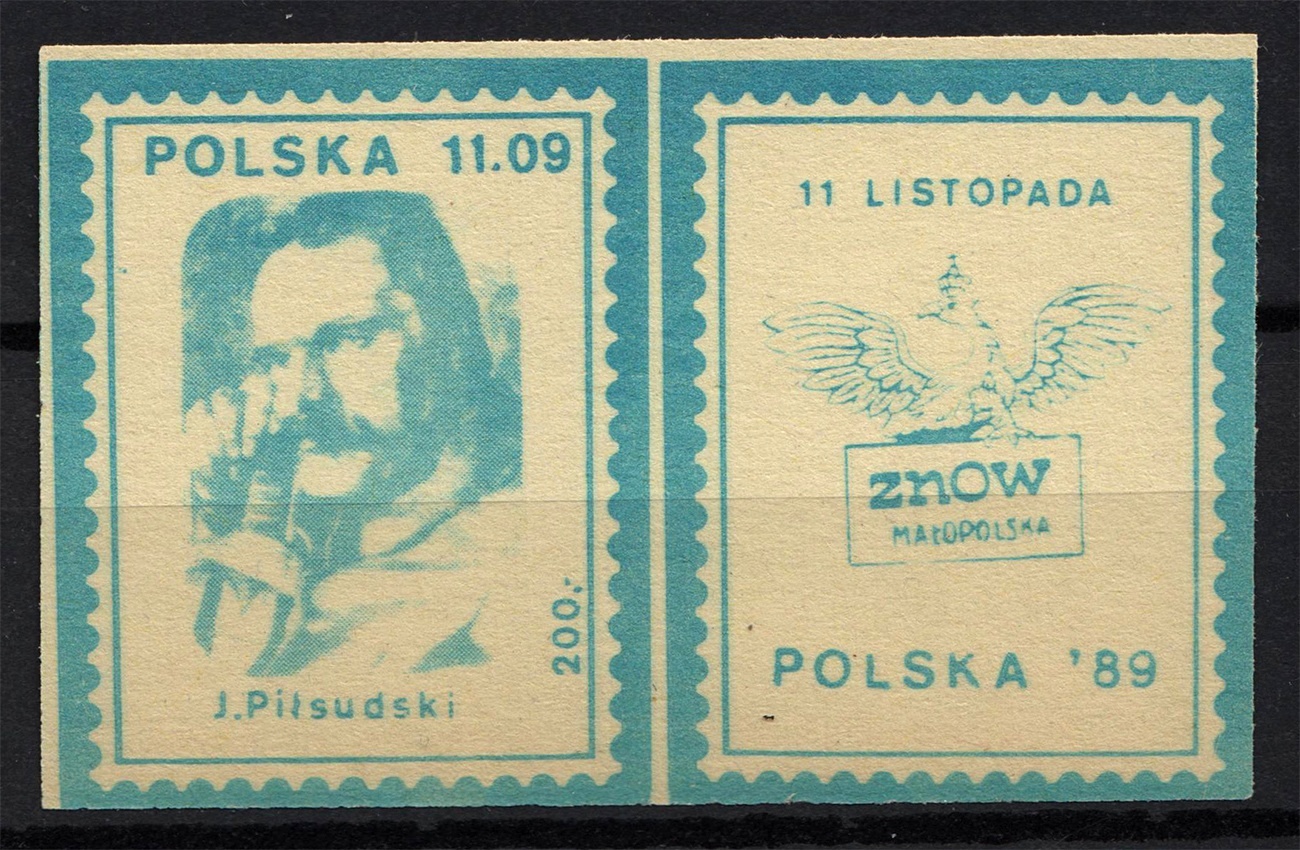 POLSKA 11.09
200,-
J.Piłsudski
11 LISTOPADA
znow
MAŁOPOLSKA
POLSKA '89